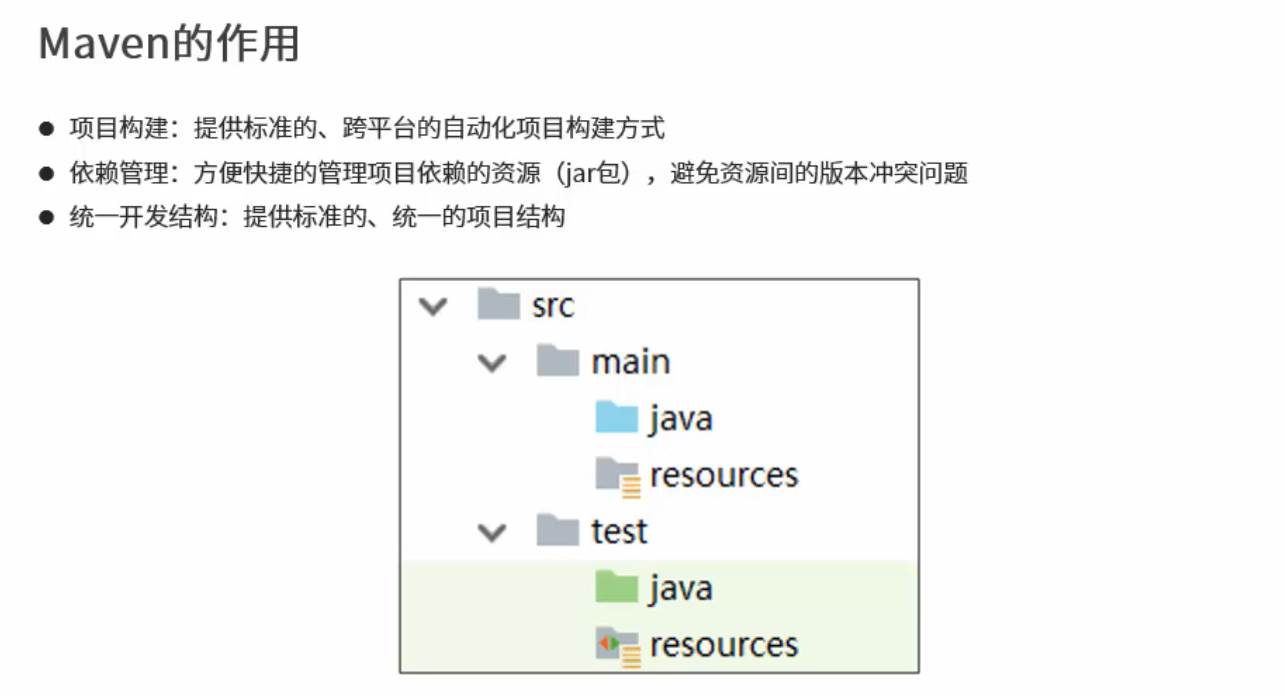 Maven的作用
● 项目构建：提供标准的、跨平台的自动化项目构建方式
● 依赖管理：方便快捷的管理项目依赖的资源（jar包），避免资源间的版本冲突问题
● 统一开发结构：提供标准的、统一的项目结构
src
main
java
resources
test
java
resources